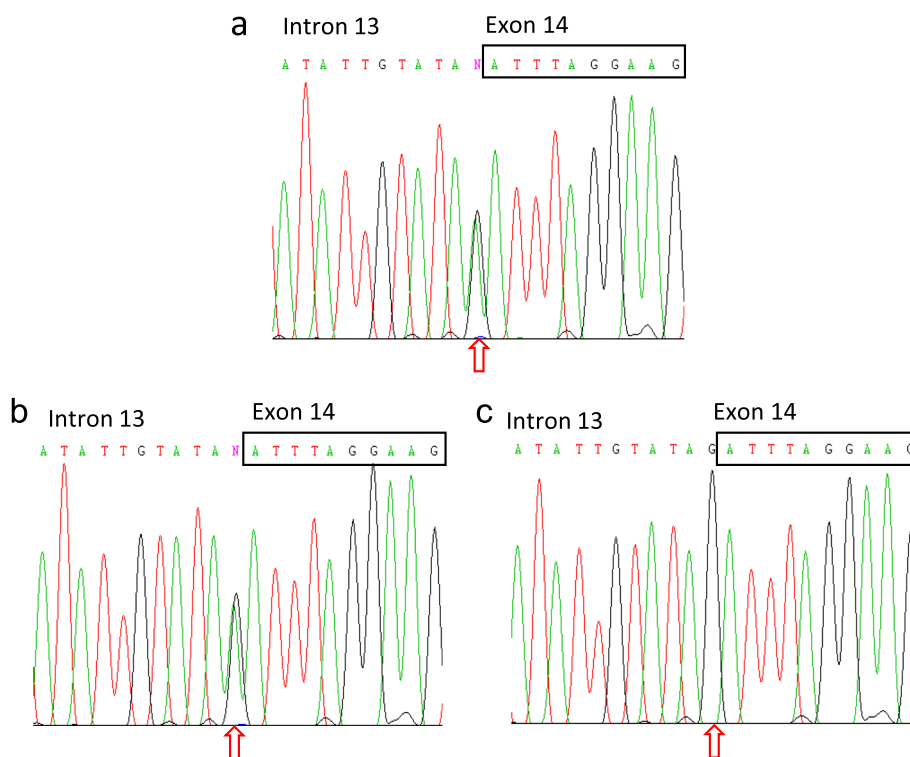 a Intron 13 Exon 14
A T A T T G T A T A N A T T T A G G A A G
b Intron 13 Exon 14
A T A T T G T A T A N A T T T A G G A A G
c Intron 13 Exon 14
A T A T T G T A T A G A T T T A G G A A G